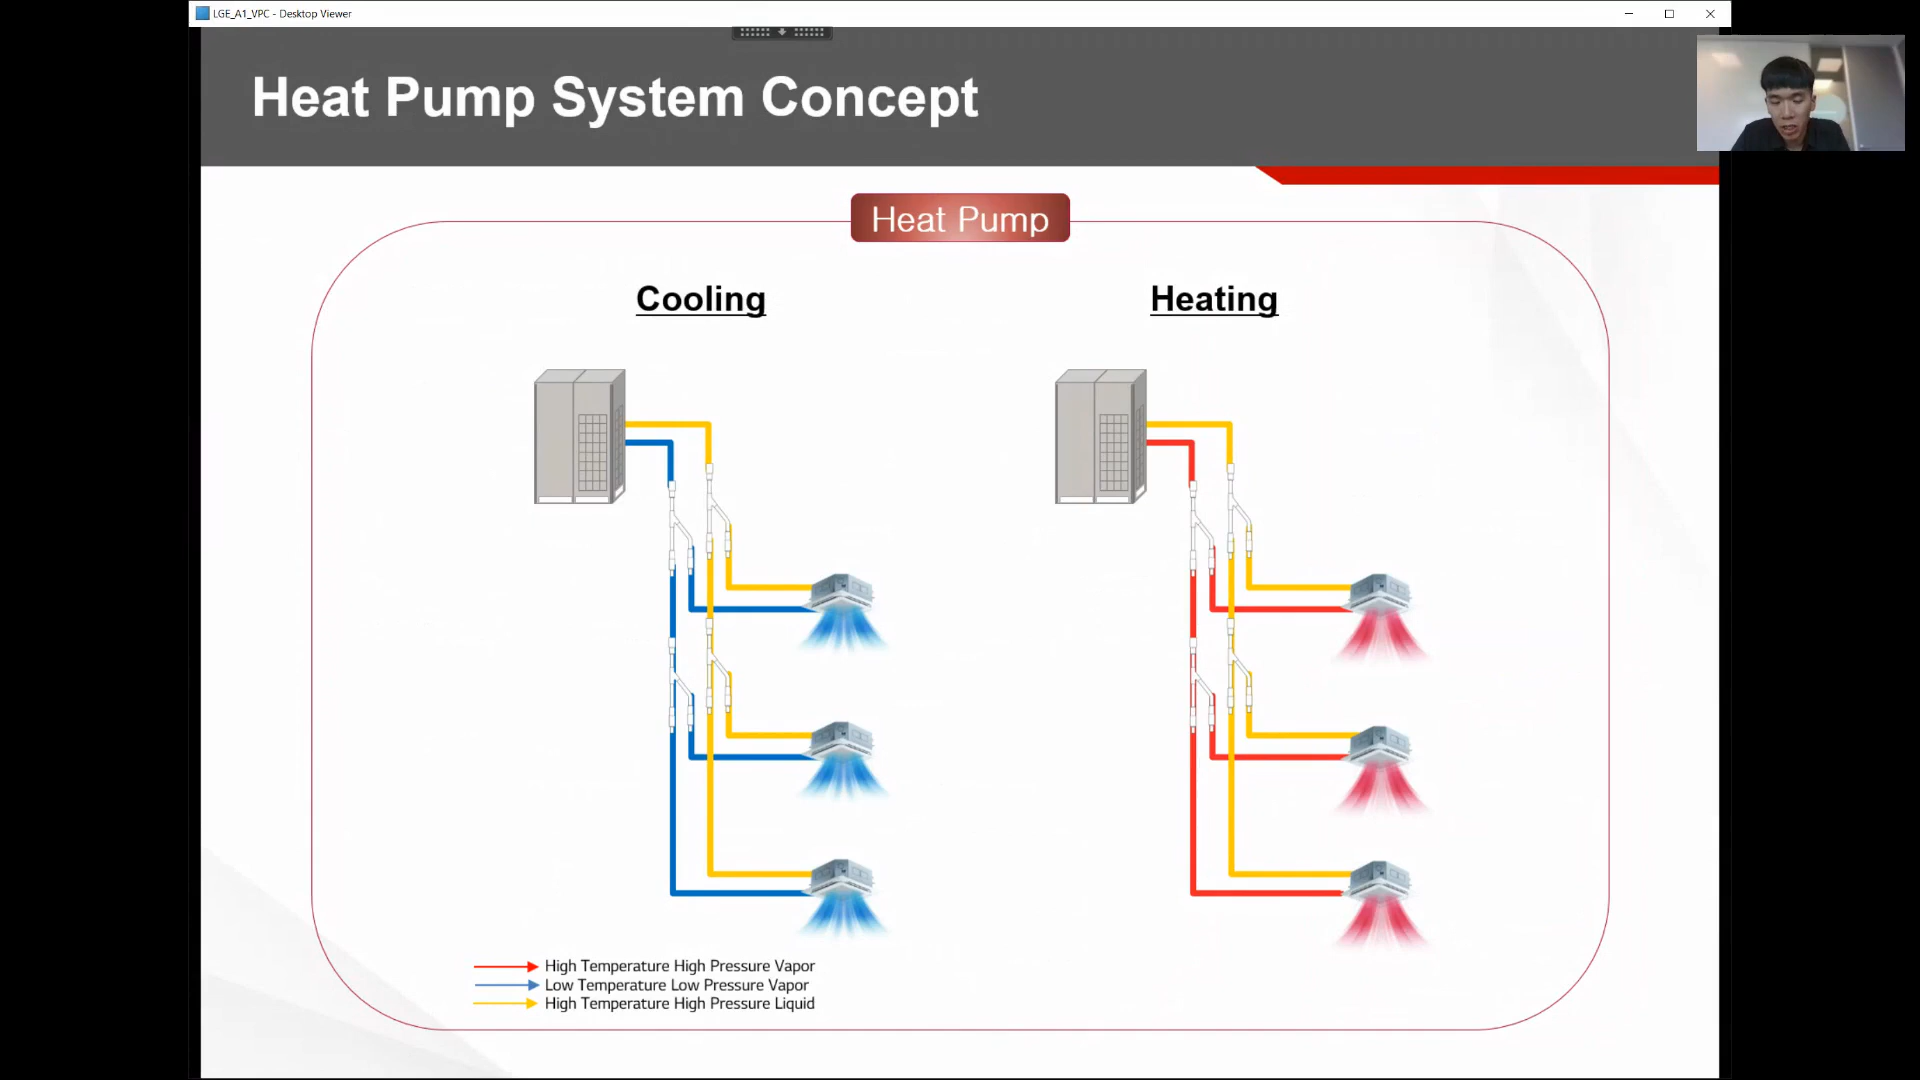 LGE_A1_VPC - Desktop Viewer
Heat Pump System Concept
Heat Pump
Cooling
Heating
High Temperature High Pressure Vapor
Low Temperature Low Pressure Vapor
High Temperature High Pressure Liquid